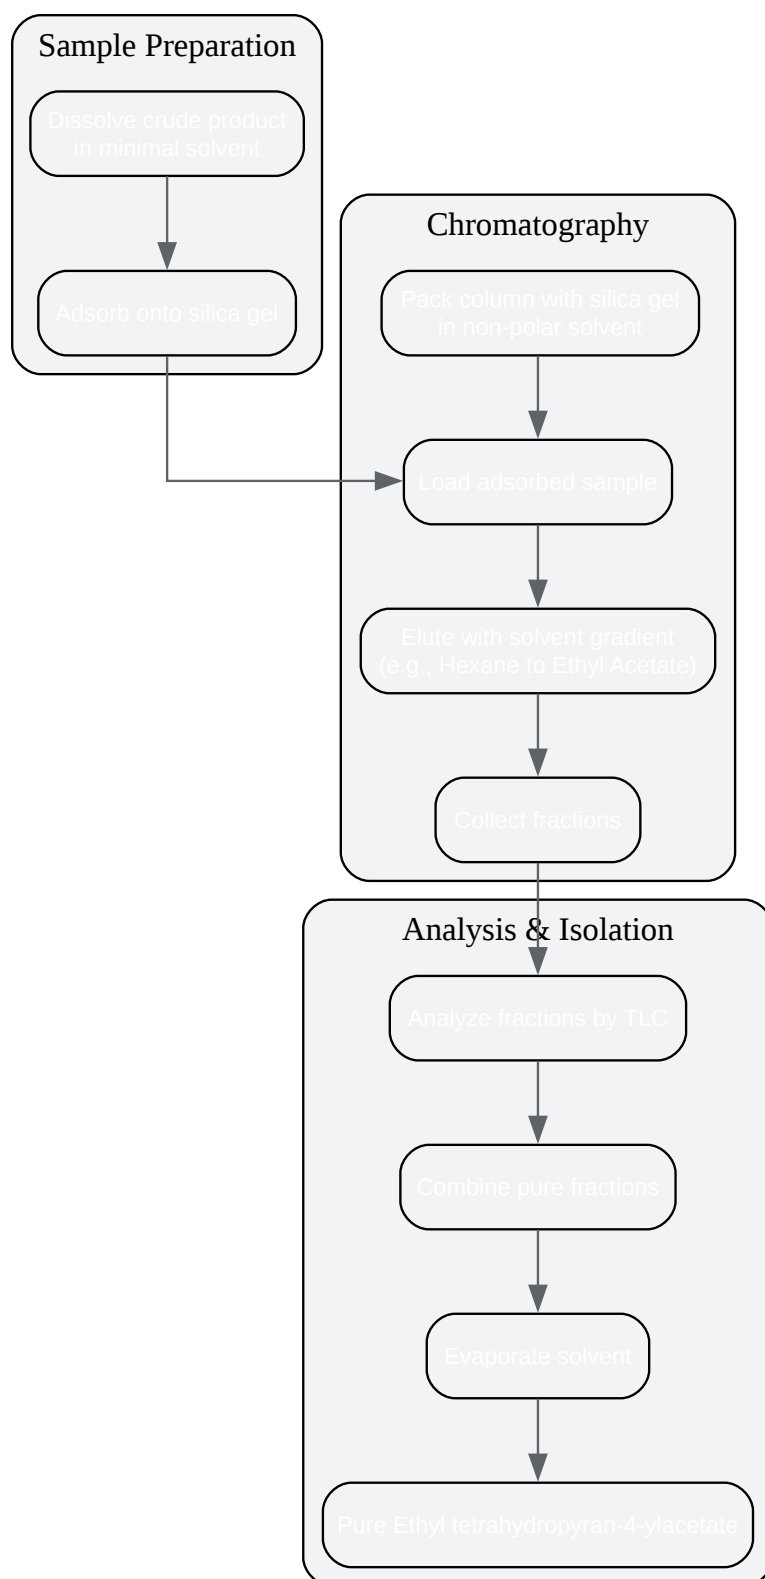 Sample Preparation
Dissolve crude product
in minimal solvent
Adsorb onto silica gel
Chromatography
Pack column with silica gel
in non-polar solvent
Load adsorbed sample
Elute with solvent gradient
(e.g., Hexane to Ethyl Acetate)
Collect fractions
Analysis & Isolation
Analyze fractions by TLC
Combine pure fractions
Evaporate solvent
Pure Ethyl tetrahydropyran-4-ylacetate